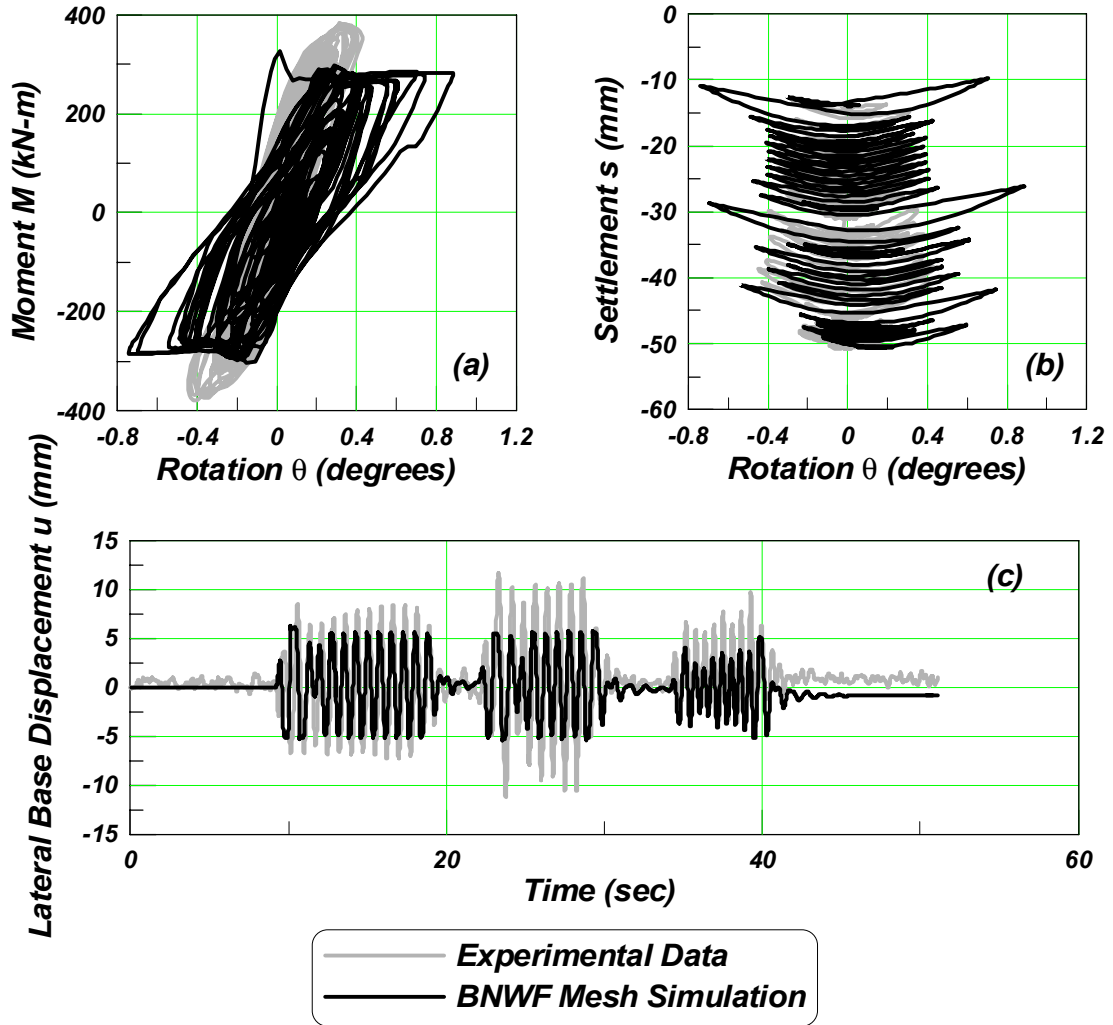 400
200
0
-200
-400
Moment M (kN-m)
(a)
-0.8 -0.4 0 0.4 0.8 1.2
Rotation θ (degrees)
0
-10
-20
-30
-40
-50
-60
Settlement s (mm)
(b)
-0.8 -0.4 0 0.4 0.8 1.2
Rotation θ (degrees)
15
10
5
0
-5
-10
-15
Lateral Base Displacement u (mm)
(c)
0 20 40 60
Time (sec)
Experimental Data
BNWF Mesh Simulation